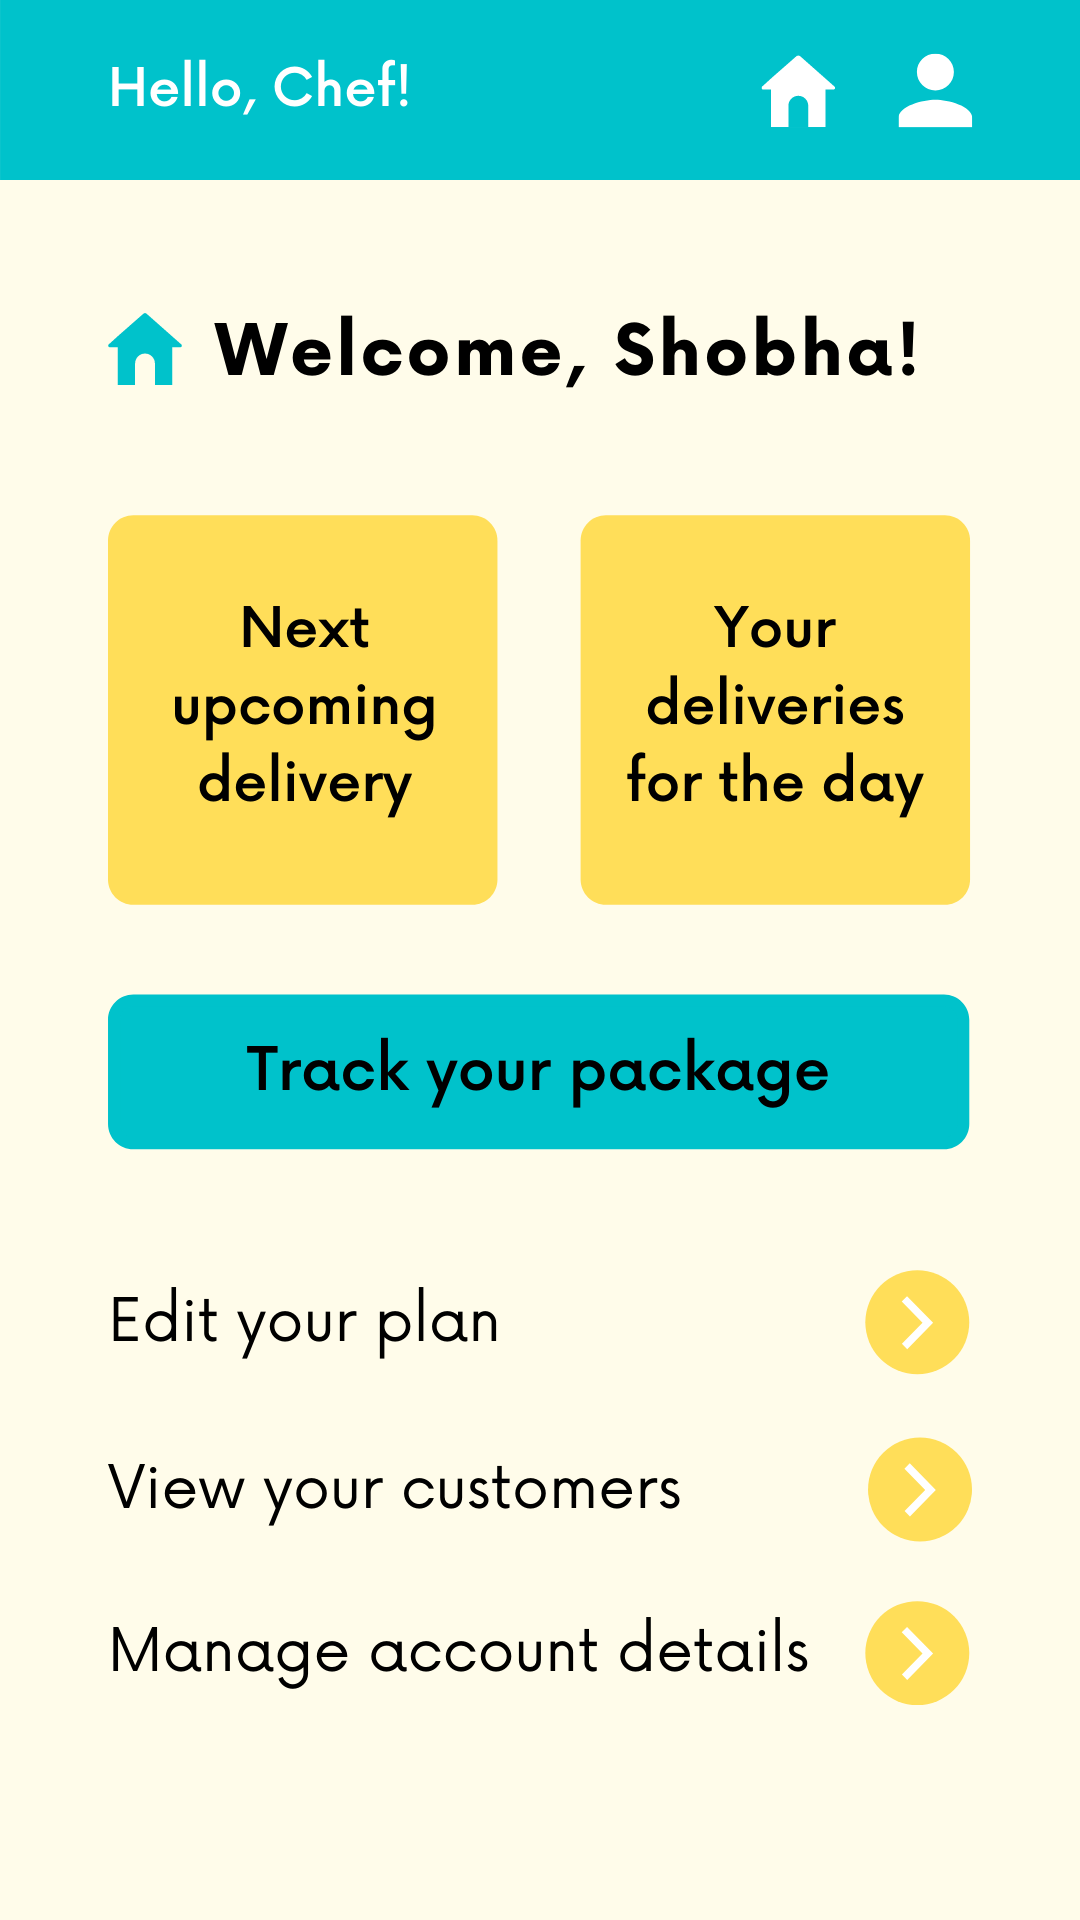 Hello, Chef!
Welcome, Shobha!
Next
upcoming
delivery
Your
deliveries
for the day
Track your package
Edit your plan
View your customers
Manage account details